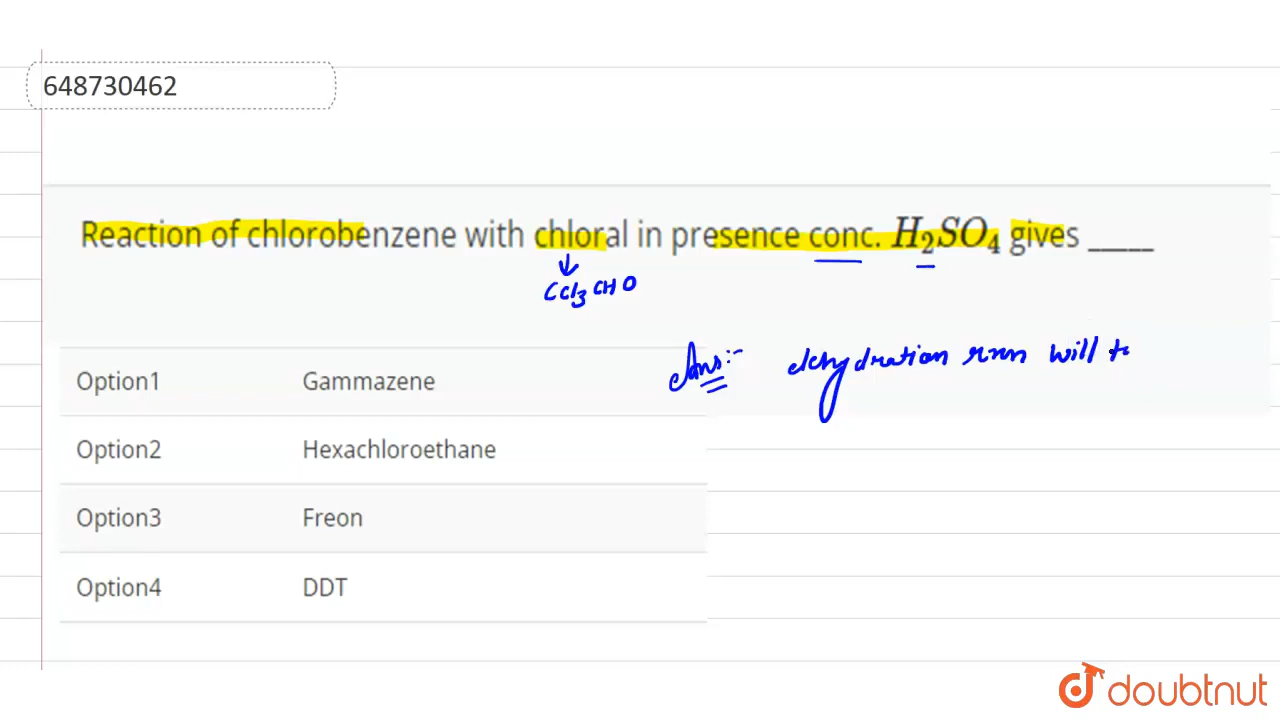 648730462
Reaction of chlorobenzene with chloral in presence conc. H₂SO₄ gives _____
CCl₃CHO
Ans:- dehydration rxn will t
Option1 Gammazene
Option2 Hexachloroethane
Option3 Freon
Option4 DDT
doubtnut